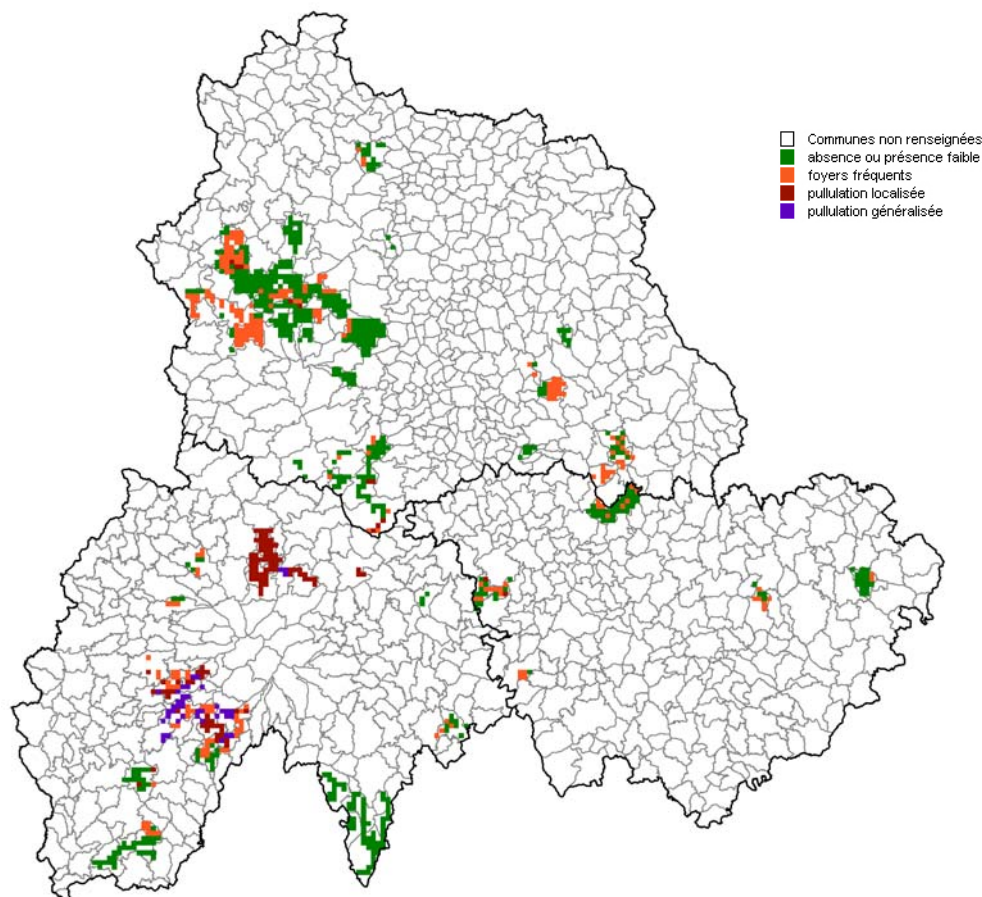 Communes non renseignées
absence ou présence faible
foyers fréquents
pullulation localisée
pullulation généralisée